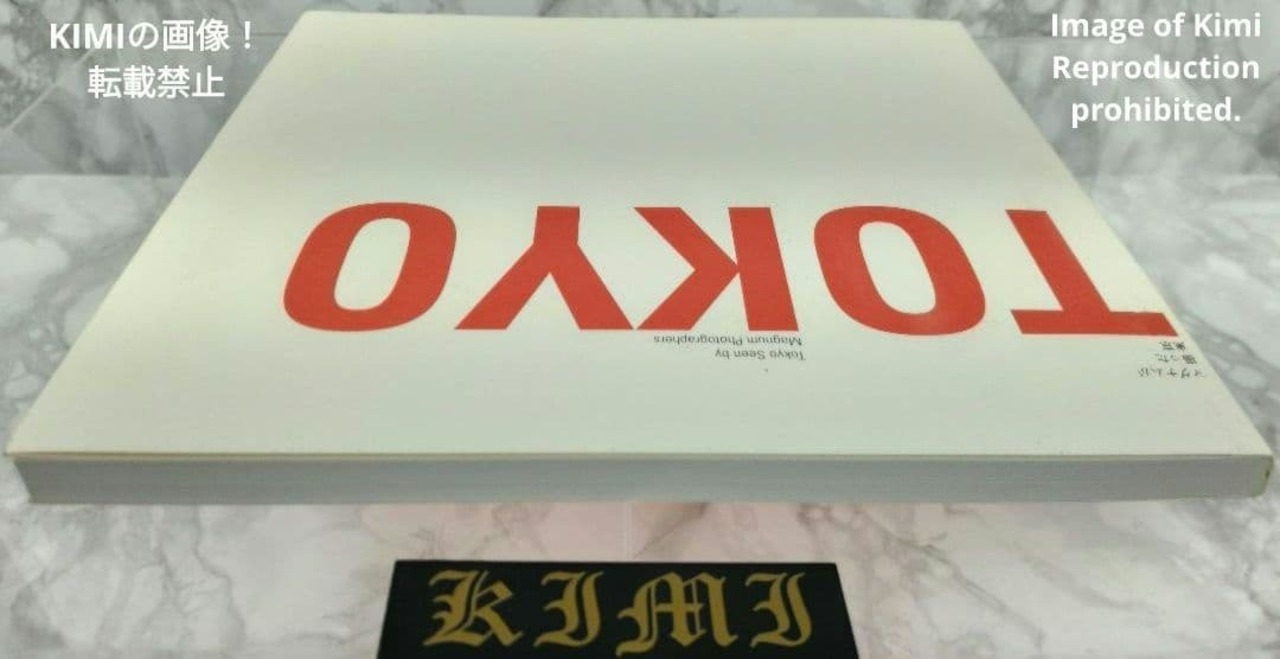 KIMIの画像！
転載禁止
Image of Kimi
Reproduction
prohibited.
TOKYO
Tokyo Seen by
Magnum Photographers
マグナムが
撮った
東京
KIMI